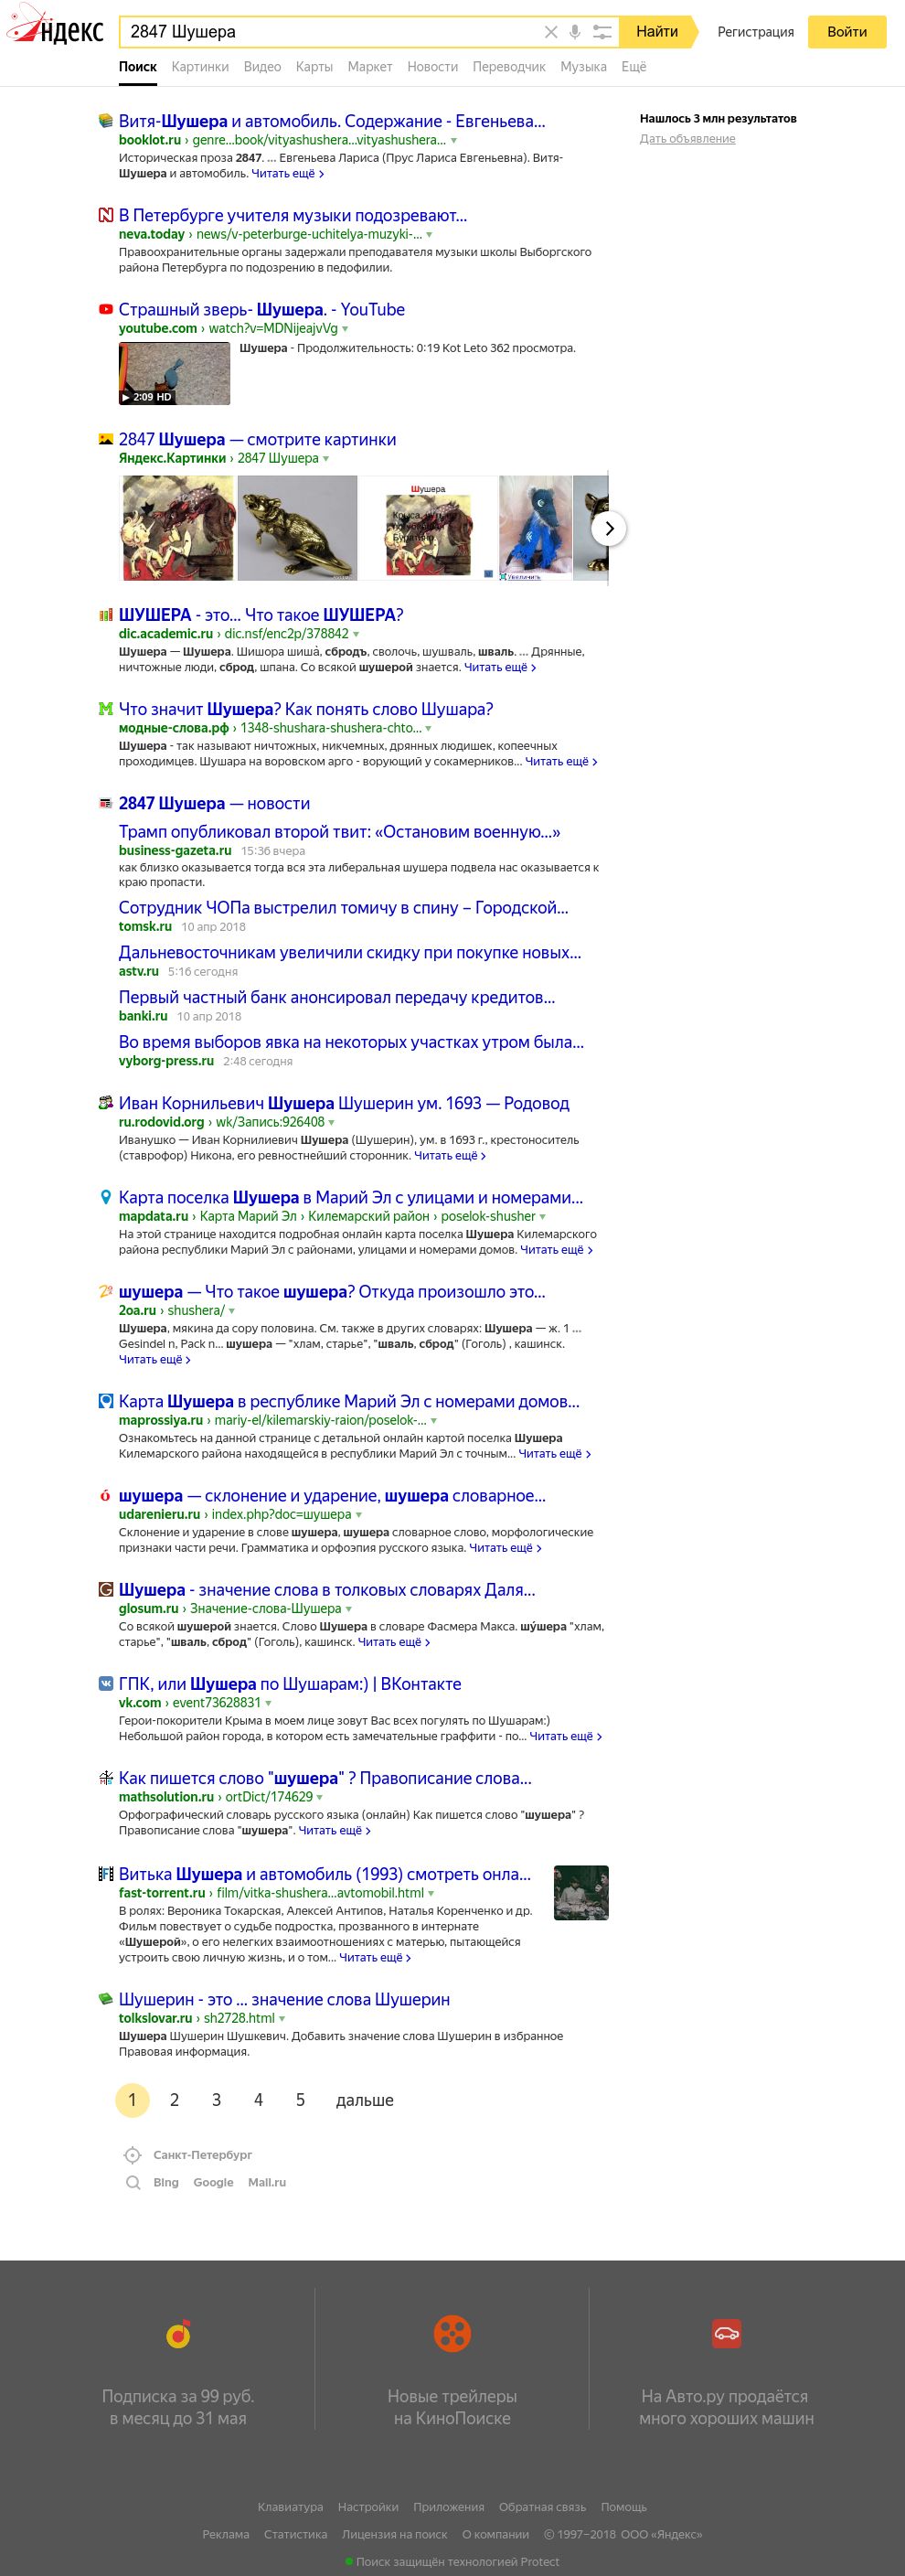 ндекс
2847 Шушера
Найти
Регистрация
Войти
Поиск Картинки Видео Карты Маркет Новости Переводчик Музыка Ещё
Нашлось 3 млн результатов
Дать объявление
Витя-Шушера и автомобиль. Содержание - Евгеньева...
booklot.ru › genre...book/vityashushera...vityashushera...
Историческая проза 2847. ... Евгеньева Лариса (Прус Лариса Евгеньевна). Витя-
Шушера и автомобиль. Читать ещё
В Петербурге учителя музыки подозревают...
neva.today › news/v-peterburge-uchitelya-muzyki-...
Правоохранительные органы задержали преподавателя музыки школы Выборгского
района Петербурга по подозрению в педофилии.
Страшный зверь- Шушера. - YouTube
youtube.com › watch?v=MDNijeajvVg
Шушера - Продолжительность: 0:19 Kot Leto 362 просмотра.
2:09 HD
2847 Шушера — смотрите картинки
Яндекс.Картинки › 2847 Шушера
Шушера
Увеличить
ШУШЕРА - это... Что такое ШУШЕРА?
dic.academic.ru › dic.nsf/enc2p/378842
Шушера — Шушера. Шишора шиша̀, сбродъ, сволочь, шушваль, шваль. ... Дрянные,
ничтожные люди, сброд, шпана. Со всякой шушерой знается. Читать ещё
Что значит Шушера? Как понять слово Шушара?
модные-слова.рф › 1348-shushara-shushera-chto...
Шушера - так называют ничтожных, никчемных, дрянных людишек, копеечных
проходимцев. Шушара на воровском арго - ворующий у сокамерников... Читать ещё
2847 Шушера — новости
Трамп опубликовал второй твит: «Остановим военную...»
business-gazeta.ru 15:36 вчера
как близко оказывается тогда вся эта либеральная шушера подвела нас оказывается к
краю пропасти.
Сотрудник ЧОПа выстрелил томичу в спину – Городской...
tomsk.ru 10 апр 2018
Дальневосточникам увеличили скидку при покупке новых...
astv.ru 5:16 сегодня
Первый частный банк анонсировал передачу кредитов...
banki.ru 10 апр 2018
Во время выборов явка на некоторых участках утром была...
vyborg-press.ru 2:48 сегодня
Иван Корнильевич Шушера Шушерин ум. 1693 — Родовод
ru.rodovid.org › wk/Запись:926408
Иванушко — Иван Корнилиевич Шушера (Шушерин), ум. в 1693 г., крестоноситель
(ставрофор) Никона, его ревностнейший сторонник. Читать ещё
Карта поселка Шушера в Марий Эл с улицами и номерами...
mapdata.ru › Карта Марий Эл › Килемарский район › poselok-shusher
На этой странице находится подробная онлайн карта поселка Шушера Килемарского
района республики Марий Эл с районами, улицами и номерами домов. Читать ещё
шушера — Что такое шушера? Откуда произошло это...
2oa.ru › shushera/
Шушера, мякина да сору половина. См. также в других словарях: Шушера — ж. 1 ...
Gesindel n, Pack n... шушера — "хлам, старье", "шваль, сброд" (Гоголь) , кашинск.
Читать ещё
Карта Шушера в республике Марий Эл с номерами домов...
maprossiya.ru › mariy-el/kilemarskiy-raion/poselok-...
Ознакомьтесь на данной странице с детальной онлайн картой поселка Шушера
Килемарского района находящейся в республики Марий Эл с точным... Читать ещё
шушера — склонение и ударение, шушера словарное...
udarenieru.ru › index.php?doc=шушера
Склонение и ударение в слове шушера, шушера словарное слово, морфологические
признаки части речи. Грамматика и орфоэпия русского языка. Читать ещё
Шушера - значение слова в толковых словарях Даля...
glosum.ru › Значение-слова-Шушера
Со всякой шушерой знается. Слово Шушера в словаре Фасмера Макса. шу́шера "хлам,
старье", "шваль, сброд" (Гоголь), кашинск. Читать ещё
ГПК, или Шушера по Шушарам:) | ВКонтакте
vk.com › event73628831
Герои-покорители Крыма в моем лице зовут Вас всех погулять по Шушарам:)
Небольшой район города, в котором есть замечательные граффити - по... Читать ещё
Как пишется слово "шушера" ? Правописание слова...
mathsolution.ru › ortDict/174629
Орфографический словарь русского языка (онлайн) Как пишется слово "шушера" ?
Правописание слова "шушера". Читать ещё
Витька Шушера и автомобиль (1993) смотреть онла...
fast-torrent.ru › film/vitka-shushera...avtomobil.html
В ролях: Вероника Токарская, Алексей Антипов, Наталья Коренченко и др.
Фильм повествует о судьбе подростка, прозванного в интернате
«Шушерой», о его нелегких взаимоотношениях с матерью, пытающейся
устроить свою личную жизнь, и о том... Читать ещё
Шушерин - это ... значение слова Шушерин
tolkslovar.ru › sh2728.html
Шушера Шушерин Шушкевич. Добавить значение слова Шушерин в избранное
Правовая информация.
1 2 3 4 5 дальше
Санкт-Петербург
Bing Google Mail.ru
Подписка за 99 руб.
в месяц до 31 мая
Новые трейлеры
на КиноПоиске
На Авто.ру продаётся
много хороших машин
Клавиатура Настройки Приложения Обратная связь Помощь
Реклама Статистика Лицензия на поиск О компании © 1997–2018 ООО «Яндекс»
Поиск защищён технологией Protect